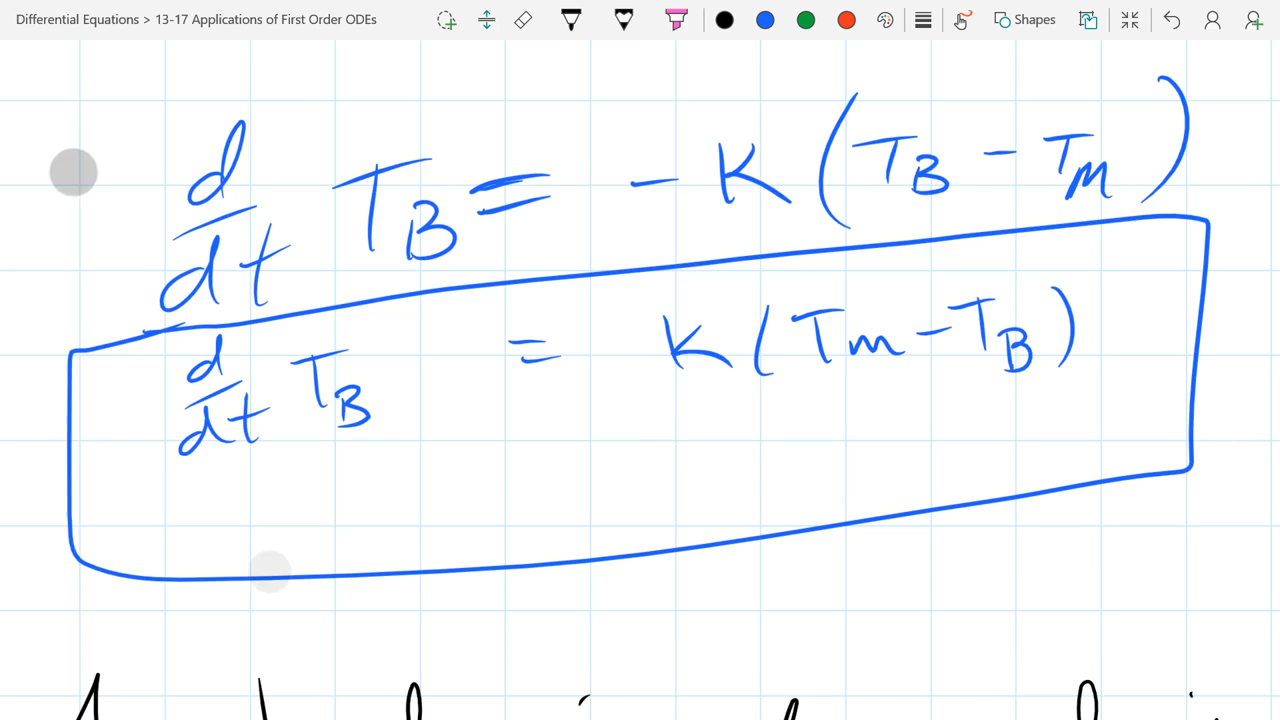 Differential Equations > 13-17 Applications of First Order ODEs
Shapes
d/dt T_B = - K (T_B - T_m)
d/dt T_B = K (T_m - T_B)